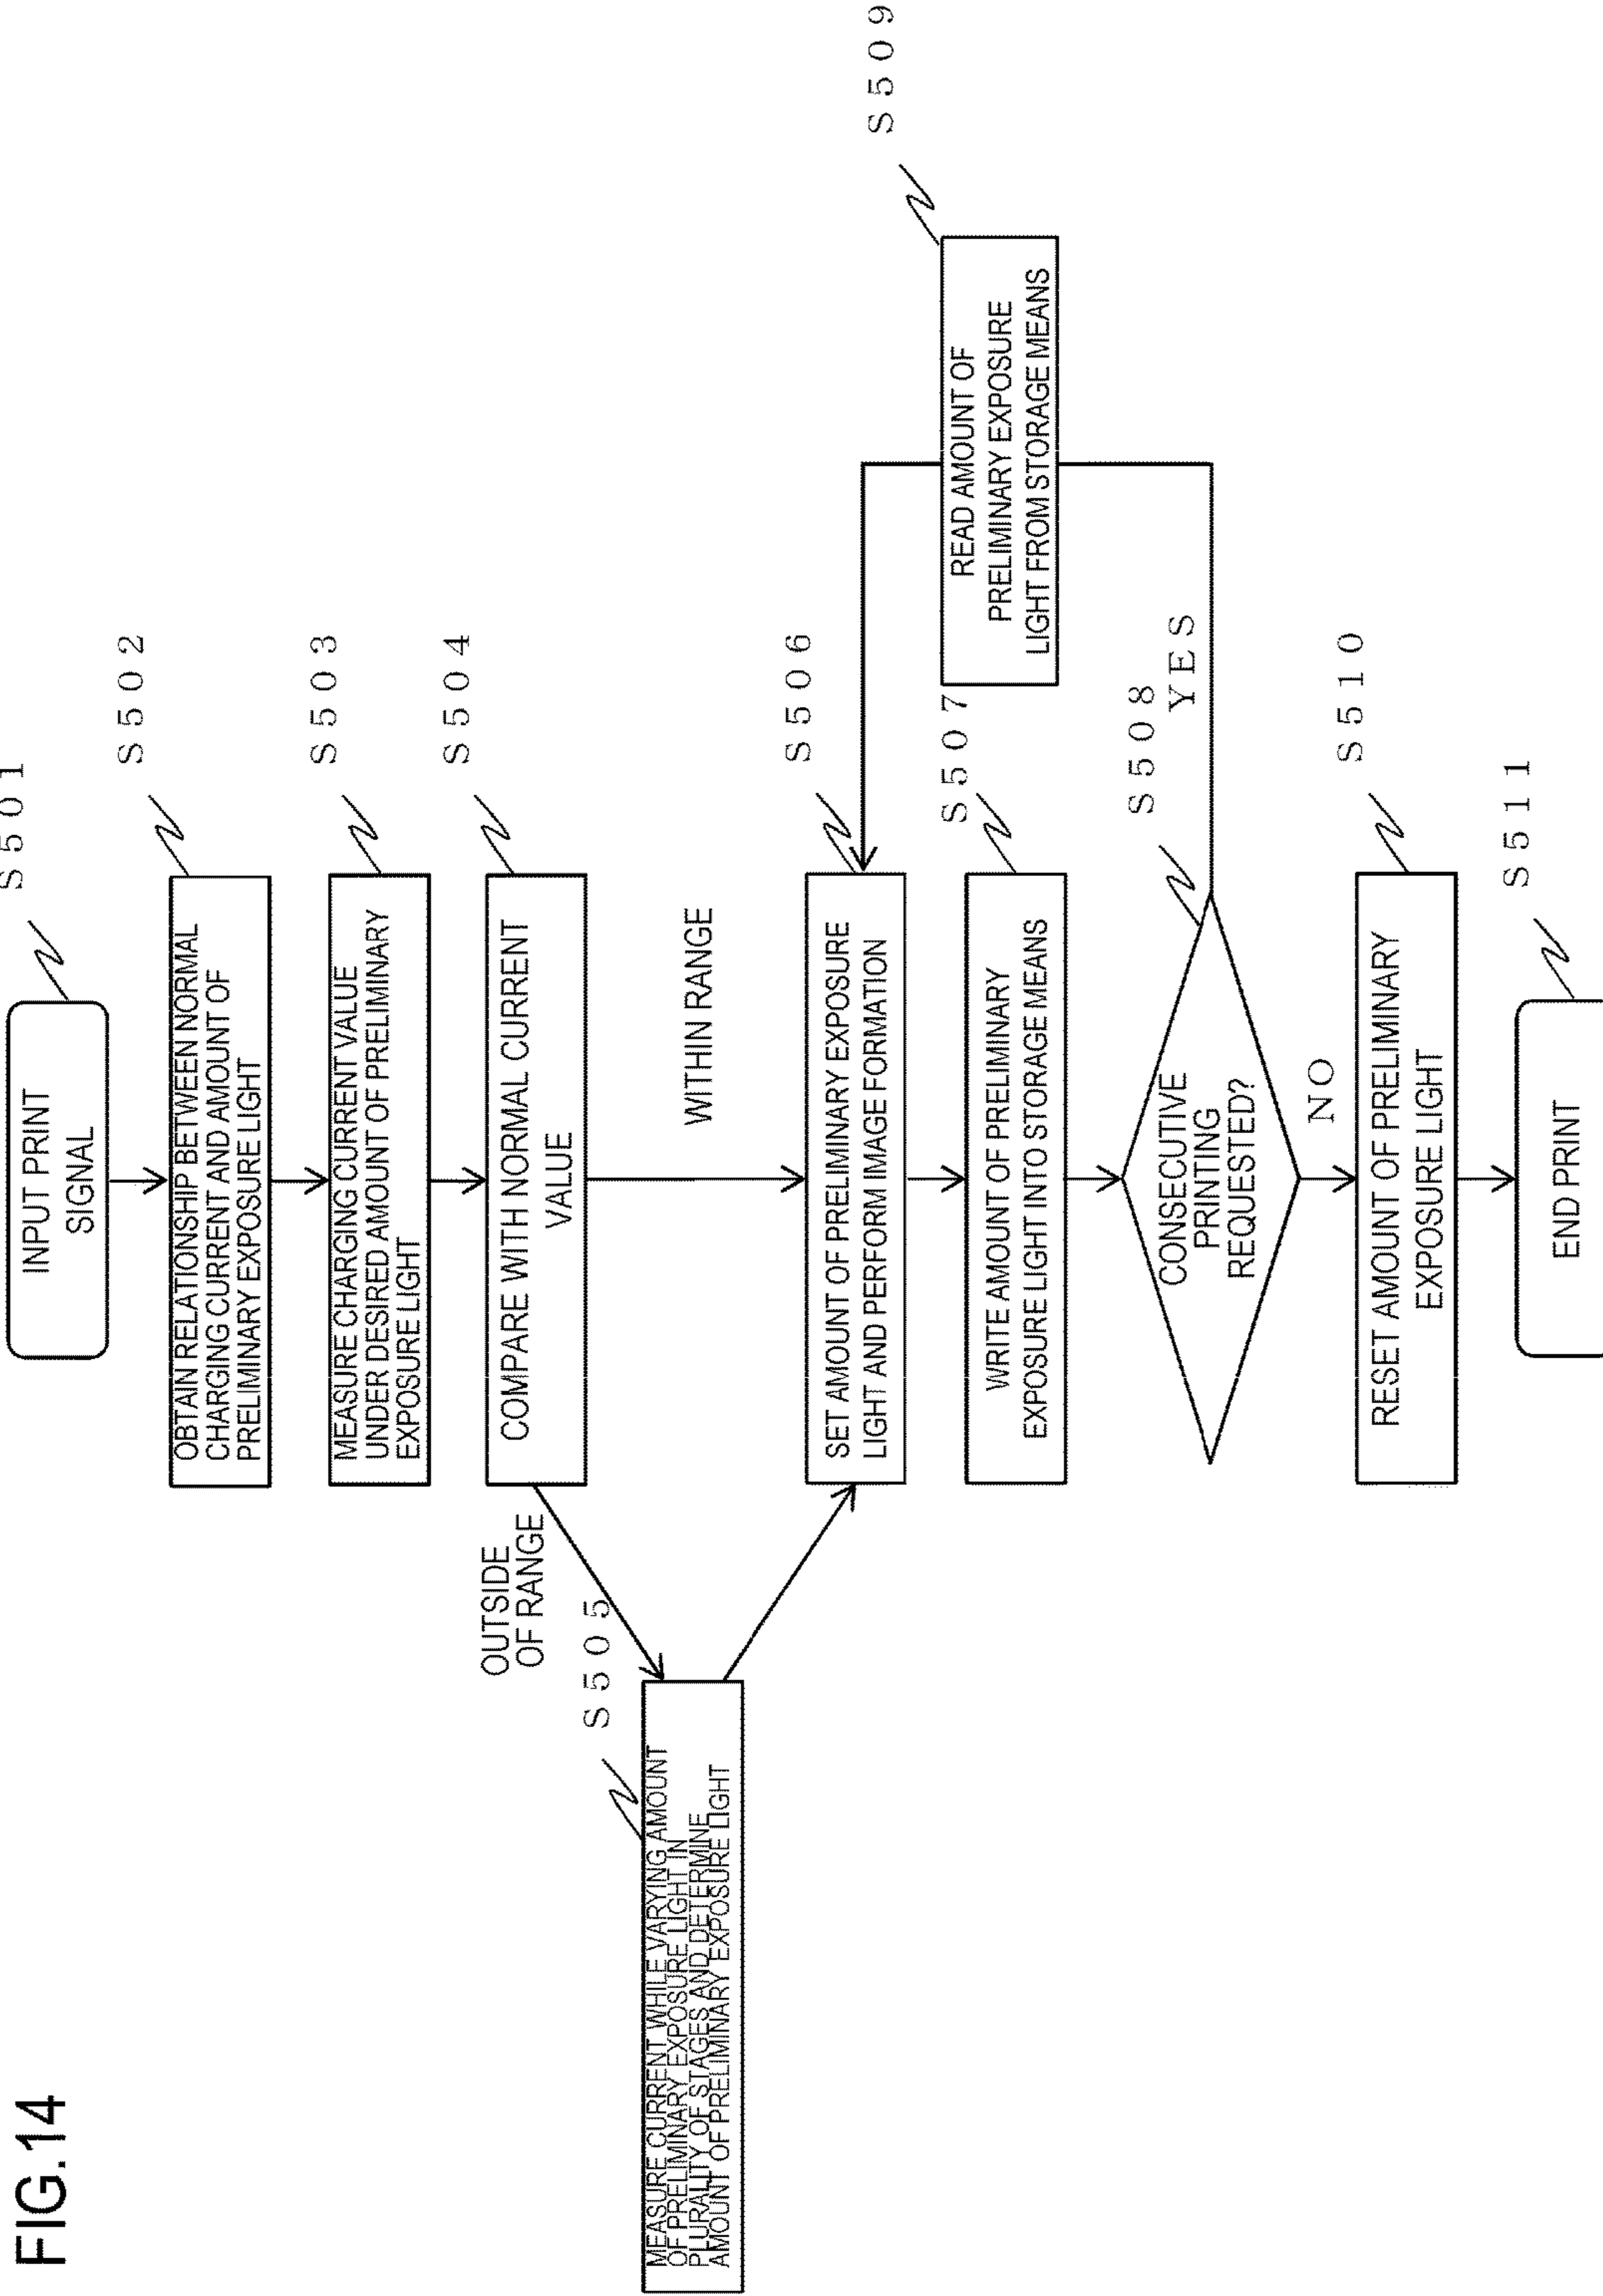 FIG.14
S501
INPUT PRINT
SIGNAL
S502
OBTAIN RELATIONSHIP BETWEEN NORMAL
CHARGING CURRENT AND AMOUNT OF
PRELIMINARY EXPOSURE LIGHT
S503
MEASURE CHARGING CURRENT VALUE
UNDER DESIRED AMOUNT OF PRELIMINARY
EXPOSURE LIGHT
S504
COMPARE WITH NORMAL CURRENT
VALUE
OUTSIDE
OF RANGE
WITHIN RANGE
S505
MEASURE CURRENT WHILE VARYING AMOUNT
OF PRELIMINARY EXPOSURE LIGHT IN
PLURALITY OF STAGES AND DETERMINE
AMOUNT OF PRELIMINARY EXPOSURE LIGHT
S506
SET AMOUNT OF PRELIMINARY EXPOSURE
LIGHT AND PERFORM IMAGE FORMATION
S507
WRITE AMOUNT OF PRELIMINARY
EXPOSURE LIGHT INTO STORAGE MEANS
S508
CONSECUTIVE
PRINTING
REQUESTED?
YES
S509
READ AMOUNT OF
PRELIMINARY EXPOSURE
LIGHT FROM STORAGE MEANS
NO
S510
RESET AMOUNT OF PRELIMINARY
EXPOSURE LIGHT
S511
END PRINT